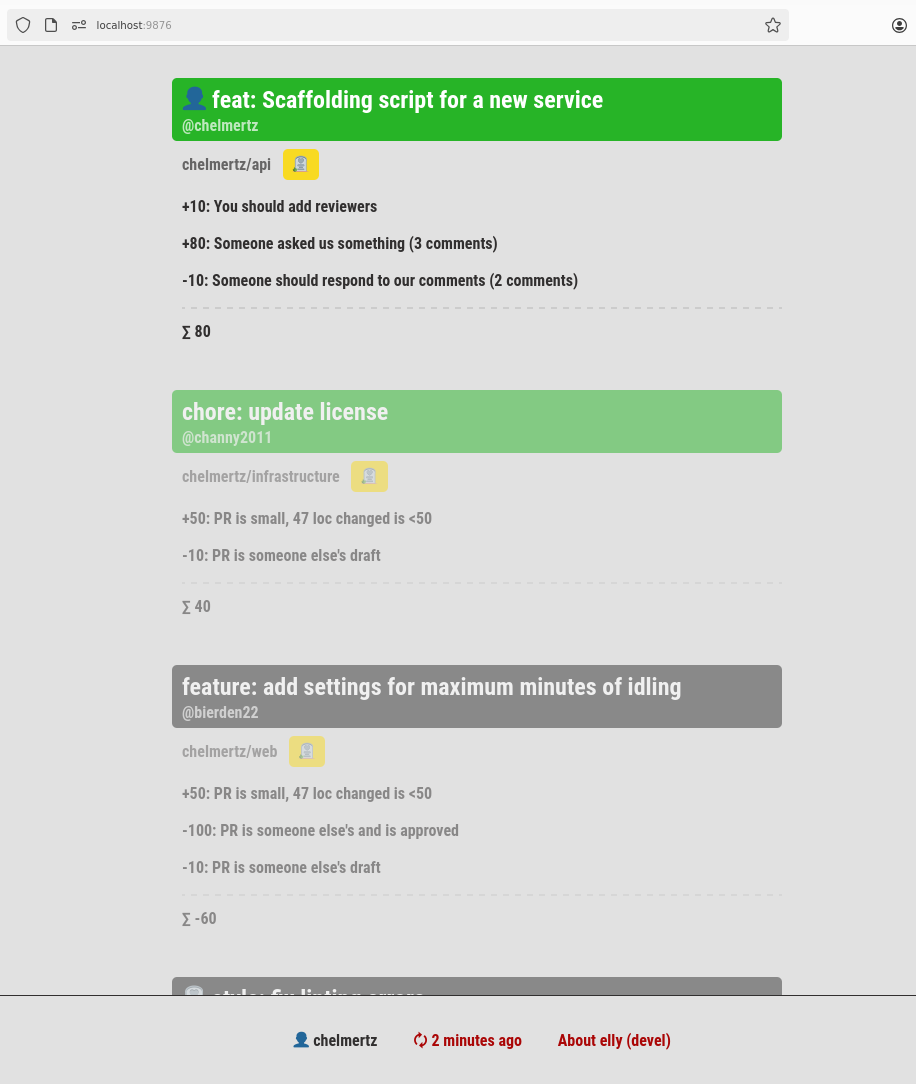 localhost:9876
feat: Scaffolding script for a new service
@chelmertz
chelmertz/api
+10: You should add reviewers
+80: Someone asked us something (3 comments)
-10: Someone should respond to our comments (2 comments)
∑ 80
chore: update license
@channy2011
chelmertz/infrastructure
+50: PR is small, 47 loc changed is <50
-10: PR is someone else's draft
∑ 40
feature: add settings for maximum minutes of idling
@bierden22
chelmertz/web
+50: PR is small, 47 loc changed is <50
-100: PR is someone else's and is approved
-10: PR is someone else's draft
∑ -60
style: fix linting errors
chelmertz 2 minutes ago About elly (devel)